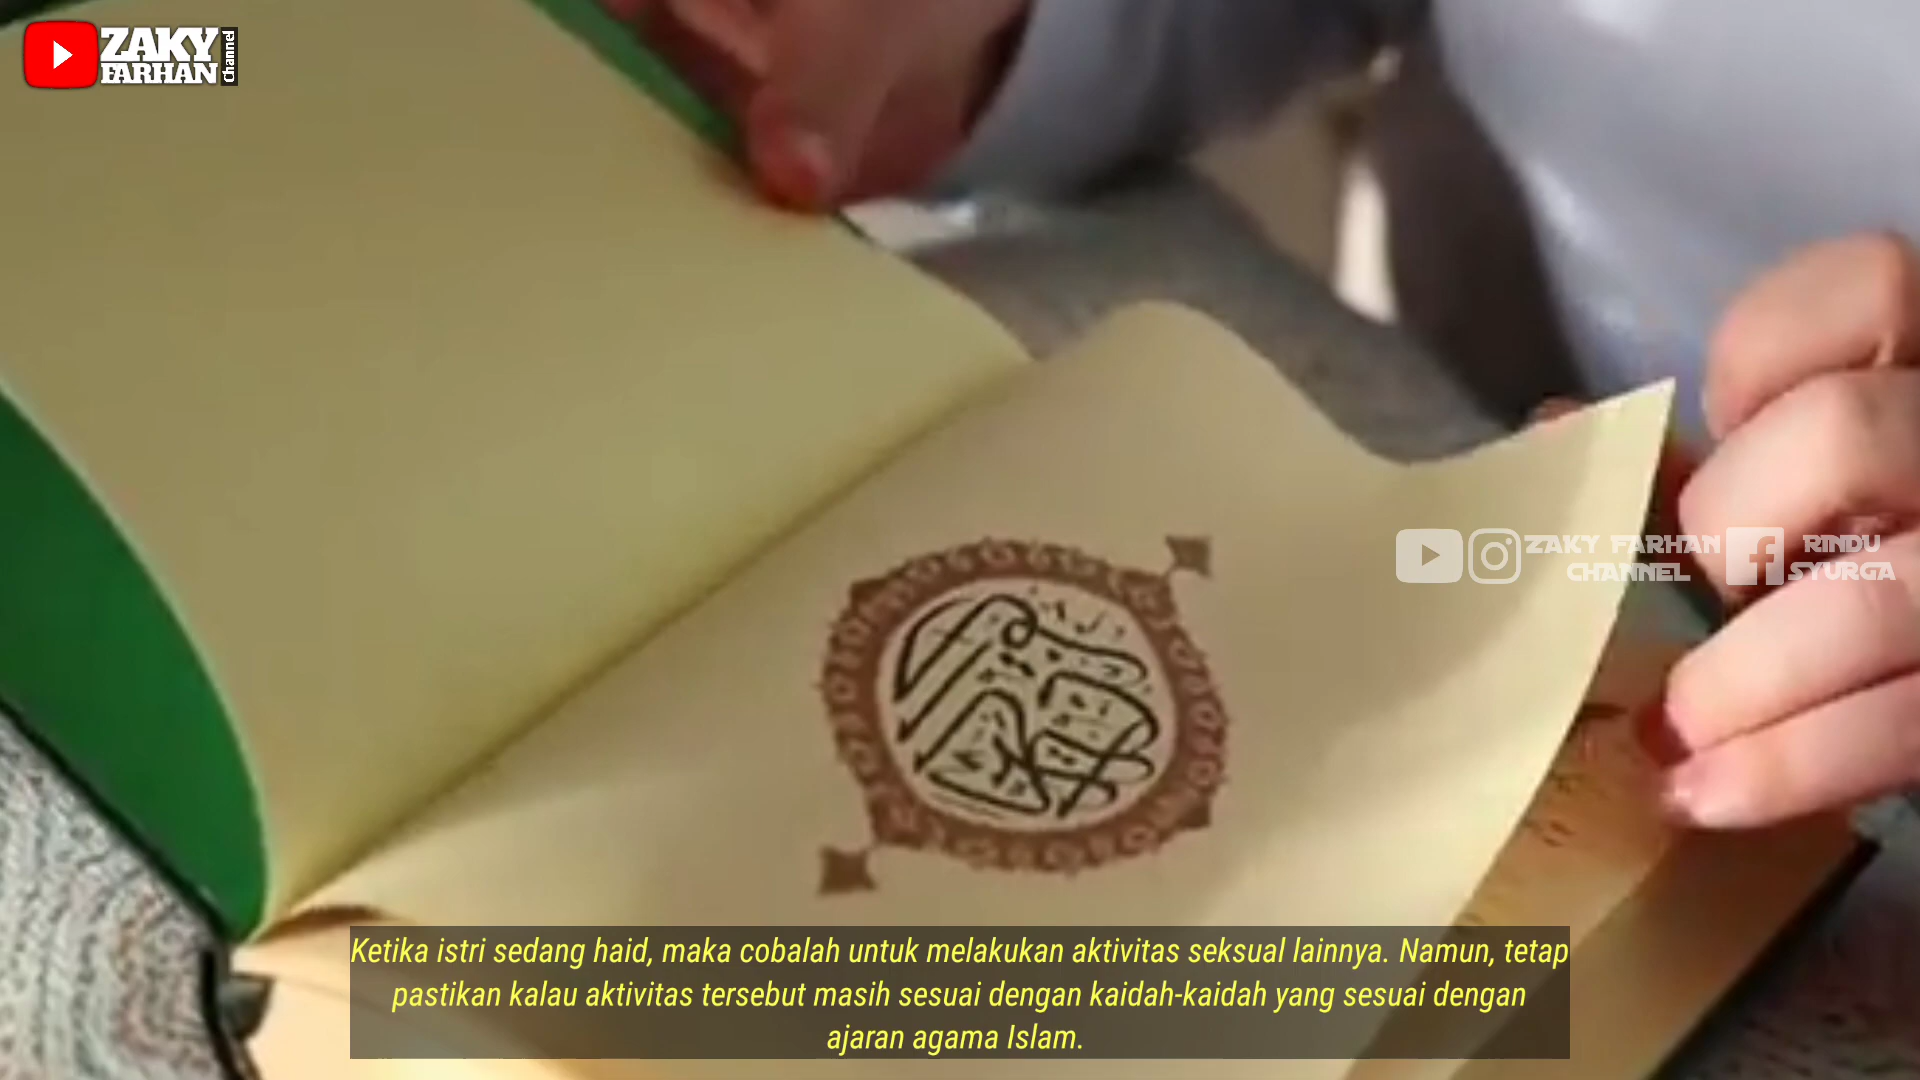 ZAKY
FARHAN
Channel
ZAKY FARHAN
CHANNEL
RINDU
SYURGA
Ketika istri sedang haid, maka cobalah untuk melakukan aktivitas seksual lainnya. Namun, tetap
pastikan kalau aktivitas tersebut masih sesuai dengan kaidah-kaidah yang sesuai dengan
ajaran agama Islam.